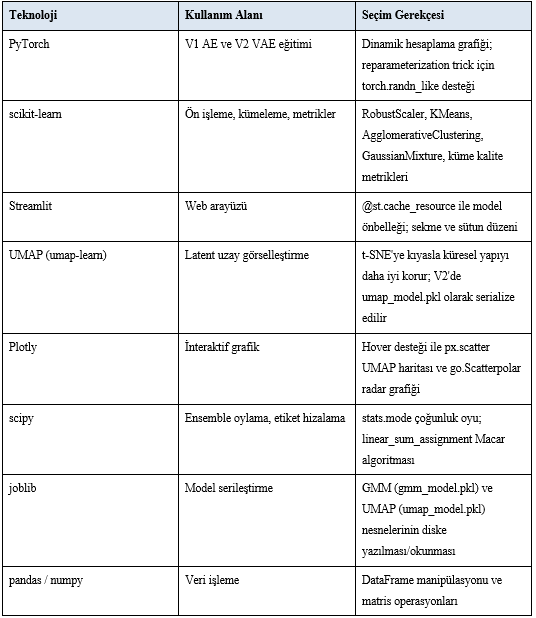 Teknoloji Kullanım Alanı Seçim Gerekçesi
PyTorch V1 AE ve V2 VAE eğitimi Dinamik hesaplama grafiği;
reparameterization trick için
torch.randn_like desteği
scikit-learn Ön işleme, kümeleme, metrikler RobustScaler, KMeans,
AgglomerativeClustering,
GaussianMixture, küme kalite
metrikleri
Streamlit Web arayüzü @st.cache_resource ile model
önbelleği; sekme ve sütun düzeni
UMAP (umap-learn) Latent uzay görselleştirme t-SNE'ye kıyasla küresel yapıyı
daha iyi korur; V2'de
umap_model.pkl olarak serialize
edilir
Plotly İnteraktif grafik Hover desteği ile px.scatter
UMAP haritası ve go.Scatterpolar
radar grafiği
scipy Ensemble oylama, etiket hizalama stats.mode çoğunluk oyu;
linear_sum_assignment Macar
algoritması
joblib Model serileştirme GMM (gmm_model.pkl) ve
UMAP (umap_model.pkl)
nesnelerinin diske
yazılması/okunması
pandas / numpy Veri işleme DataFrame manipülasyonu ve
matris operasyonları